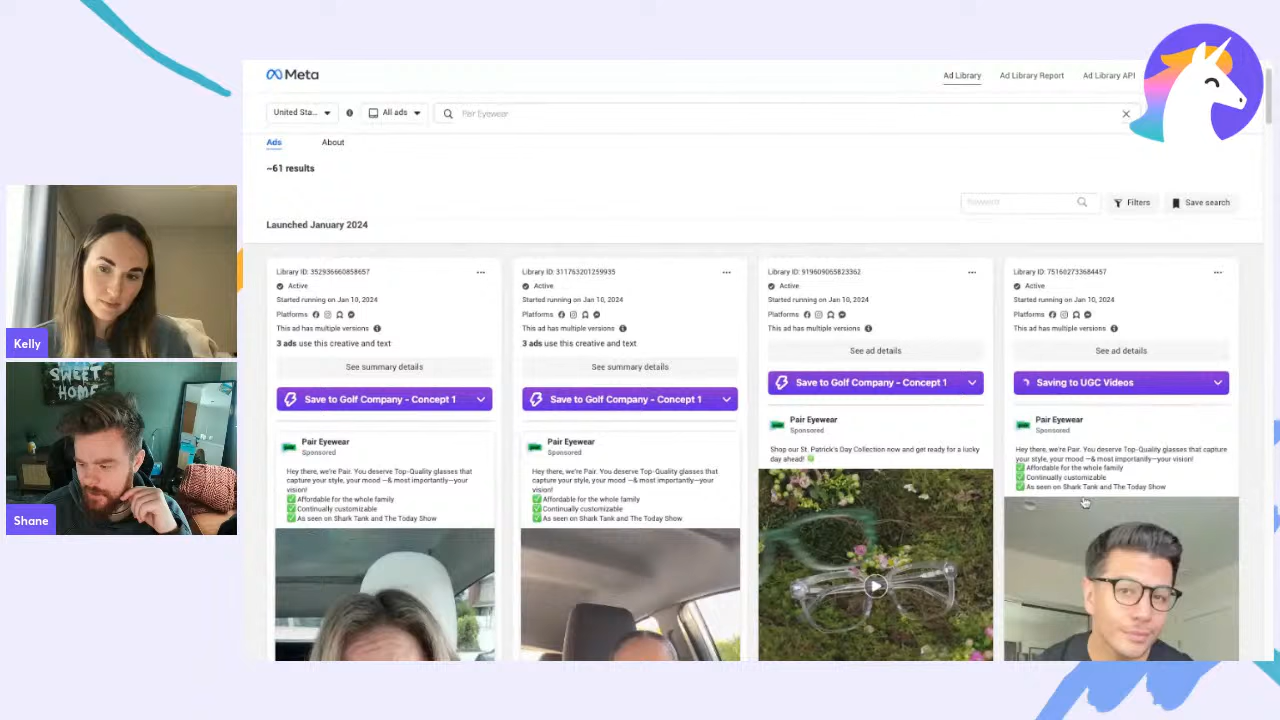 Meta
Ad Library
Ad Library Report
Ad Library API
United Sta...
All ads
Pair Eyewear
Ads
About
~61 results
Keyword
Filters
Save search
Launched January 2024
Library ID: 352936660858657
Active
Started running on Jan 10, 2024
Platforms
This ad has multiple versions
3 ads use this creative and text
See summary details
Save to Golf Company - Concept 1
Pair Eyewear
Sponsored
Hey there, we're Pair. You deserve Top-Quality glasses that
capture your style, your mood —& most importantly—your
vision!
✅Affordable for the whole family
✅Continually customizable
✅As seen on Shark Tank and The Today Show
Library ID: 311763201259935
Active
Started running on Jan 10, 2024
Platforms
This ad has multiple versions
3 ads use this creative and text
See summary details
Save to Golf Company - Concept 1
Pair Eyewear
Sponsored
Hey there, we're Pair. You deserve Top-Quality glasses that
capture your style, your mood —& most importantly—your
vision!
✅Affordable for the whole family
✅Continually customizable
✅As seen on Shark Tank and The Today Show
Library ID: 919609065823362
Active
Started running on Jan 10, 2024
Platforms
This ad has multiple versions
See ad details
Save to Golf Company - Concept 1
Pair Eyewear
Sponsored
Shop our St. Patrick's Day Collection now and get ready for a lucky
day ahead!
Library ID: 751602733684457
Active
Started running on Jan 10, 2024
Platforms
This ad has multiple versions
See ad details
Saving to UGC Videos
Pair Eyewear
Sponsored
Hey there, we're Pair. You deserve Top-Quality glasses that capture
your style, your mood —& most importantly—your vision!
✅Affordable for the whole family
✅Continually customizable
✅As seen on Shark Tank and The Today Show
Kelly
SWEET
HOME
Shane